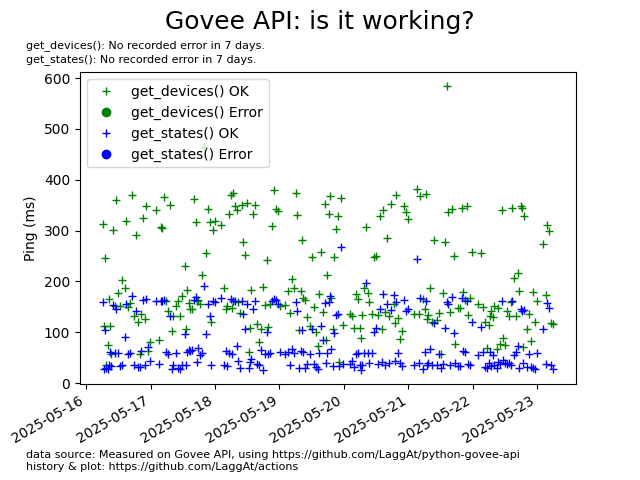 Govee API: is it working?
get_devices(): No recorded error in 7 days.
get_states(): No recorded error in 7 days.
600
500
400
300
200
100
0
Ping (ms)
get_devices() OK
get_devices() Error
get_states() OK
get_states() Error
2025-05-16
2025-05-17
2025-05-18
2025-05-19
2025-05-20
2025-05-21
2025-05-22
2025-05-23
data source: Measured on Govee API, using https://github.com/LaggAt/python-govee-api
history & plot: https://github.com/LaggAt/actions